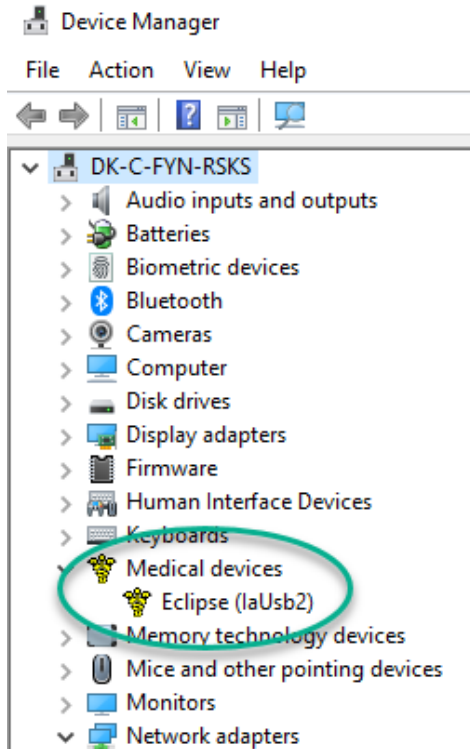 Device Manager
File Action View Help
DK-C-FYN-RSKS
Audio inputs and outputs
Batteries
Biometric devices
Bluetooth
Cameras
Computer
Disk drives
Display adapters
Firmware
Human Interface Devices
Keyboards
Medical devices
Eclipse (IaUsb2)
Memory technology devices
Mice and other pointing devices
Monitors
Network adapters